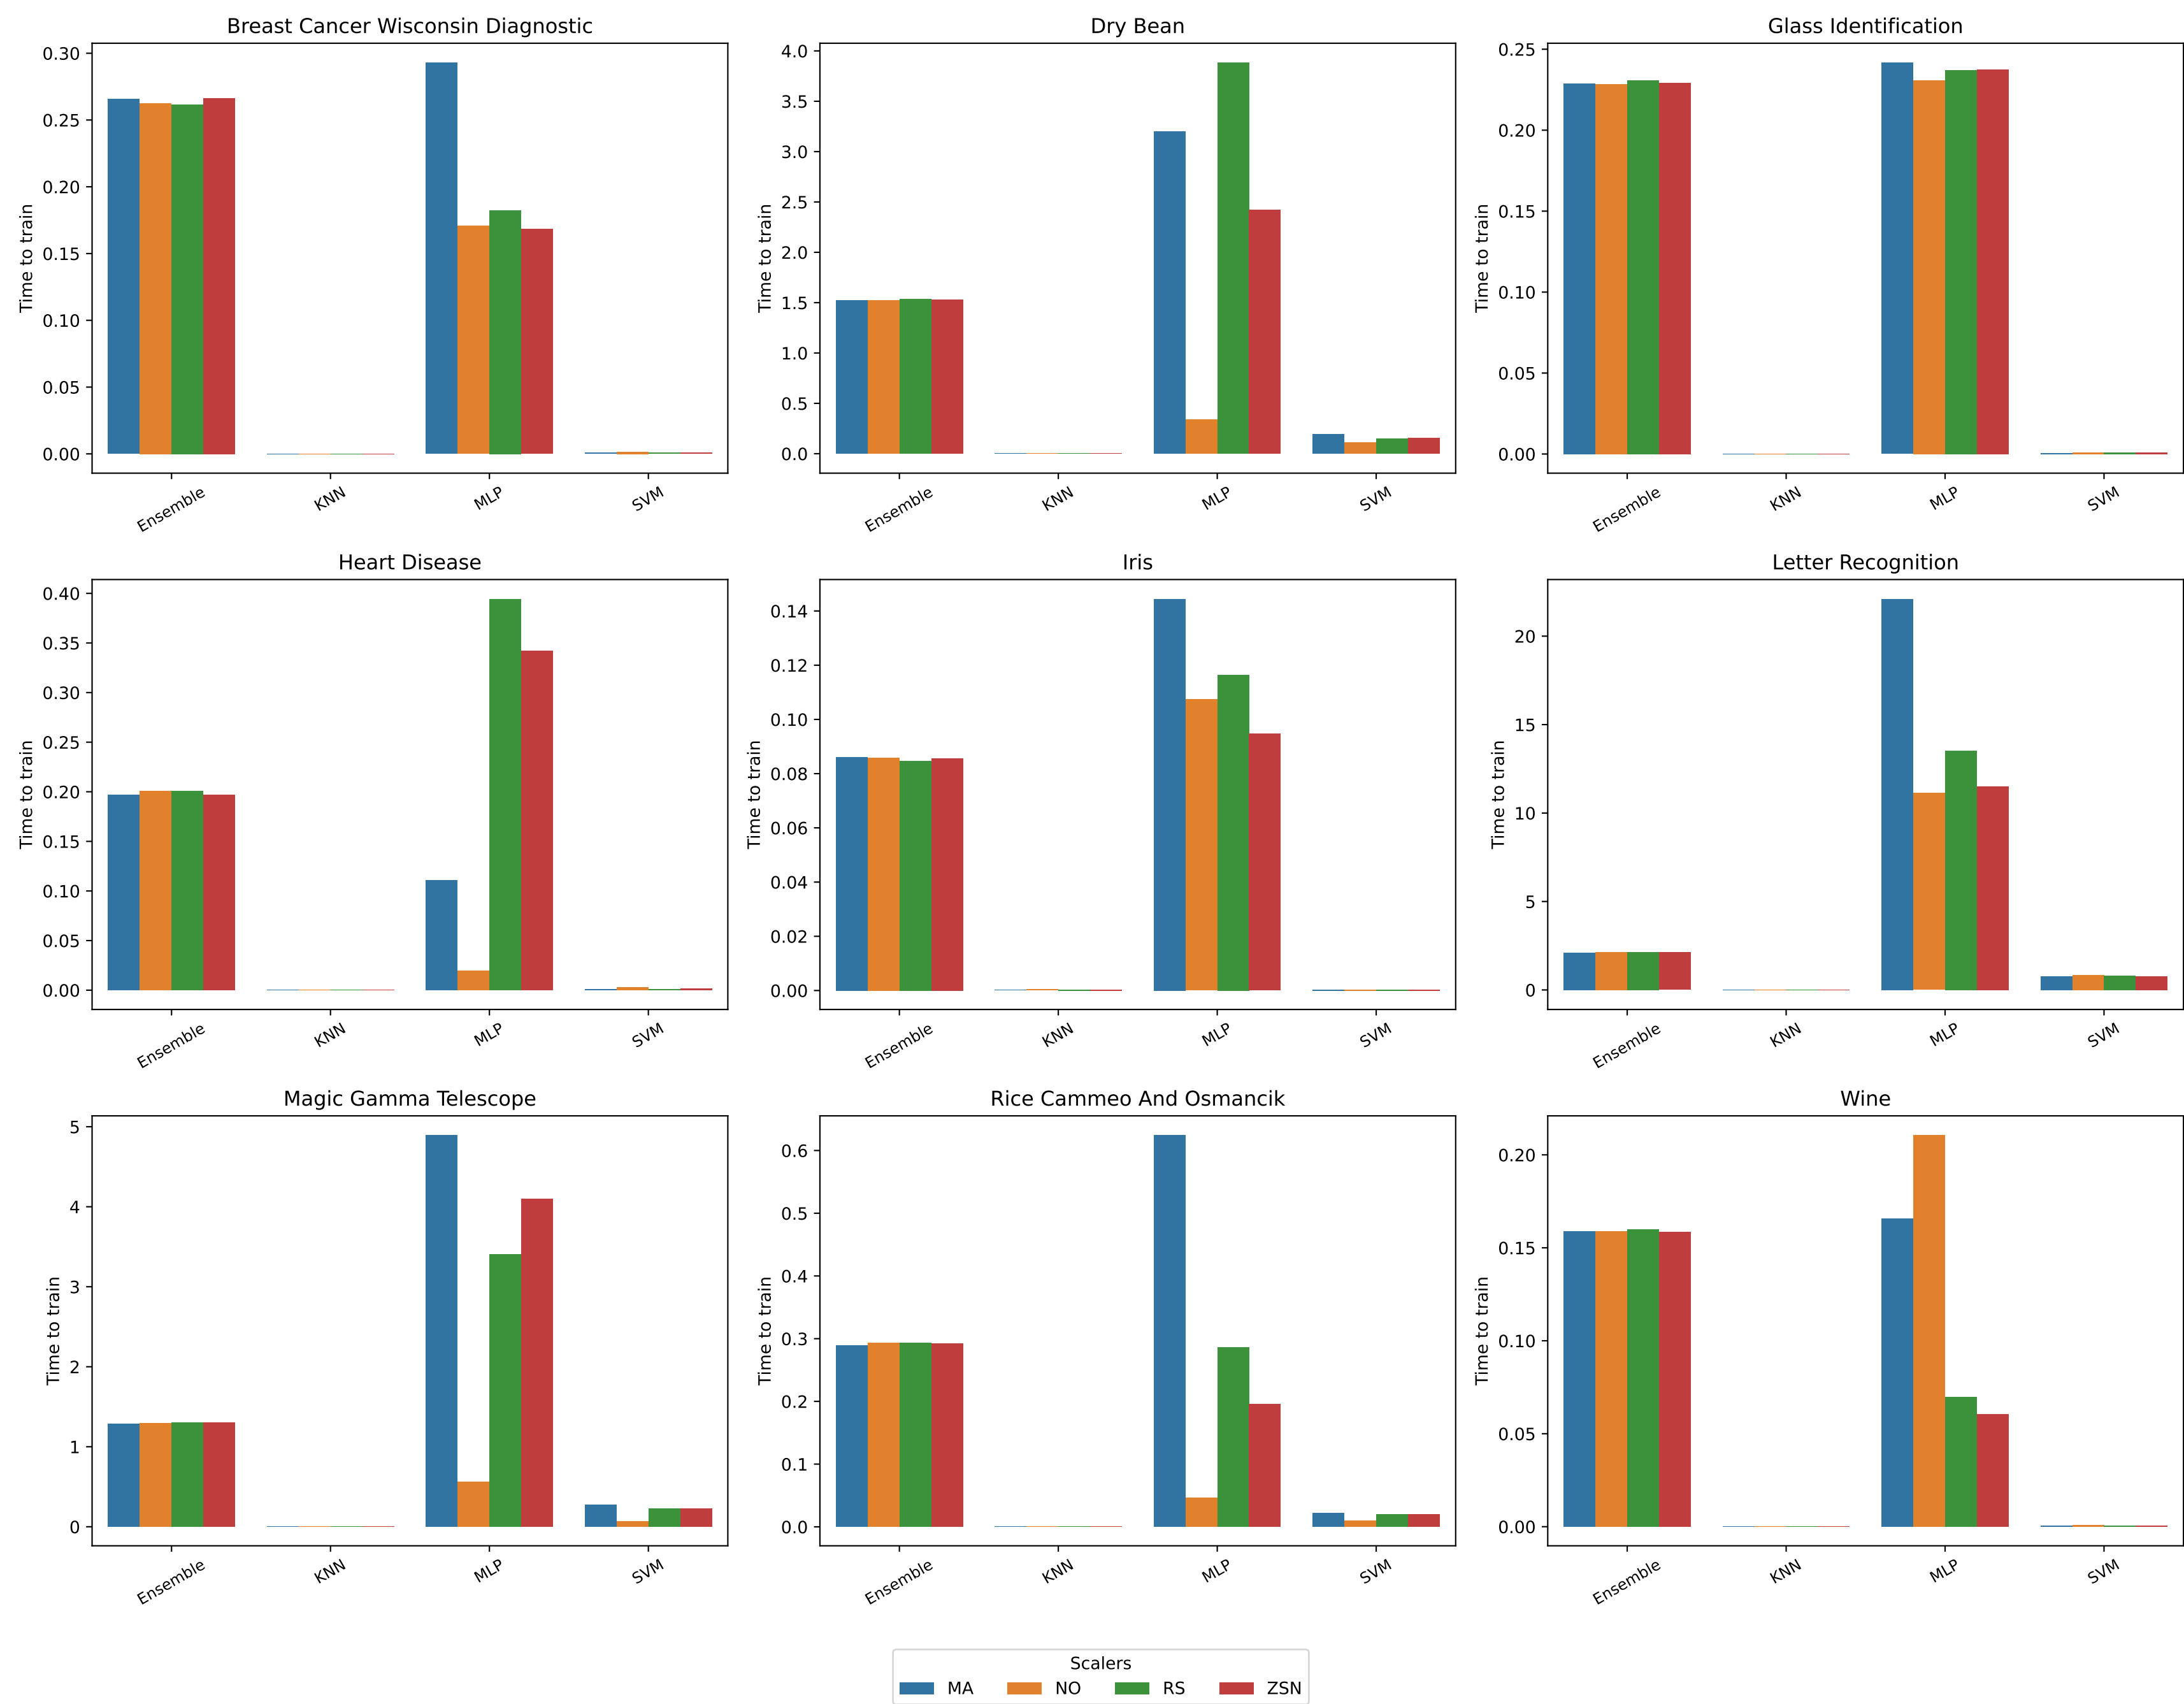 Breast Cancer Wisconsin Diagnostic
Time to train
0.30
0.25
0.20
0.15
0.10
0.05
0.00
Ensemble
KNN
MLP
SVM
Dry Bean
Time to train
4.0
3.5
3.0
2.5
2.0
1.5
1.0
0.5
0.0
Ensemble
KNN
MLP
SVM
Glass Identification
Time to train
0.25
0.20
0.15
0.10
0.05
0.00
Ensemble
KNN
MLP
SVM
Heart Disease
Time to train
0.40
0.35
0.30
0.25
0.20
0.15
0.10
0.05
0.00
Ensemble
KNN
MLP
SVM
Iris
Time to train
0.14
0.12
0.10
0.08
0.06
0.04
0.02
0.00
Ensemble
KNN
MLP
SVM
Letter Recognition
Time to train
20
15
10
5
0
Ensemble
KNN
MLP
SVM
Magic Gamma Telescope
Time to train
5
4
3
2
1
0
Ensemble
KNN
MLP
SVM
Rice Cammeo And Osmancik
Time to train
0.6
0.5
0.4
0.3
0.2
0.1
0.0
Ensemble
KNN
MLP
SVM
Wine
Time to train
0.20
0.15
0.10
0.05
0.00
Ensemble
KNN
MLP
SVM
Scalers
MA NO RS ZSN